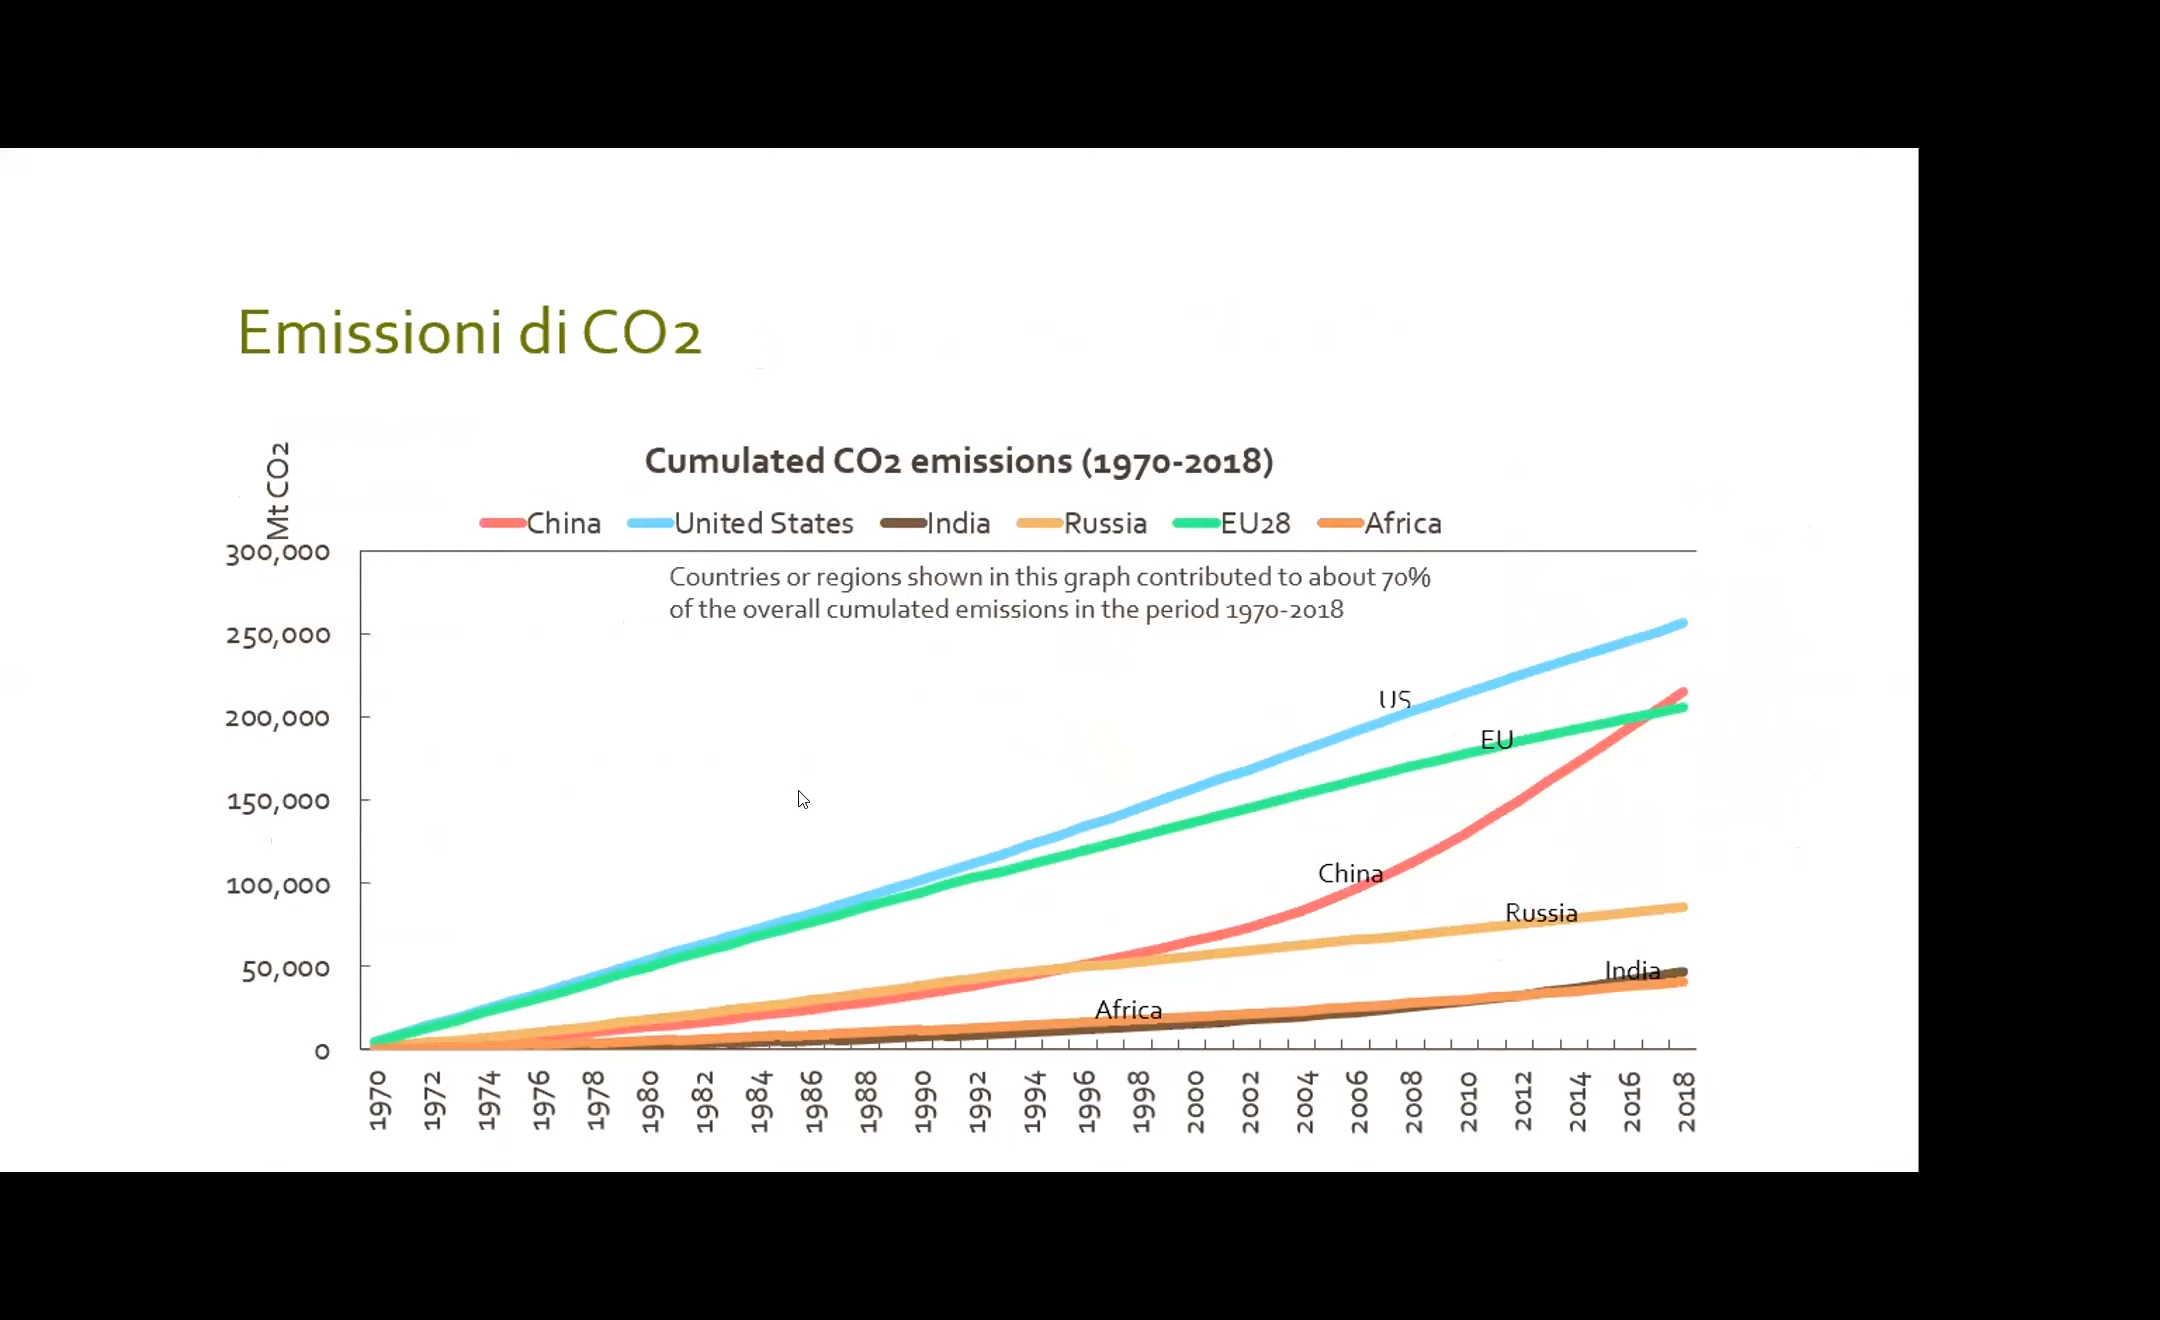 Emissioni di CO2
Mt CO2
Cumulated CO2 emissions (1970-2018)
China United States India Russia EU28 Africa
300,000
Countries or regions shown in this graph contributed to about 70%
of the overall cumulated emissions in the period 1970-2018
250,000
US
200,000
EU
150,000
China
100,000
Russia
50,000
India
Africa
0
1970 1972 1974 1976 1978 1980 1982 1984 1986 1988 1990 1992 1994 1996 1998 2000 2002 2004 2006 2008 2010 2012 2014 2016 2018